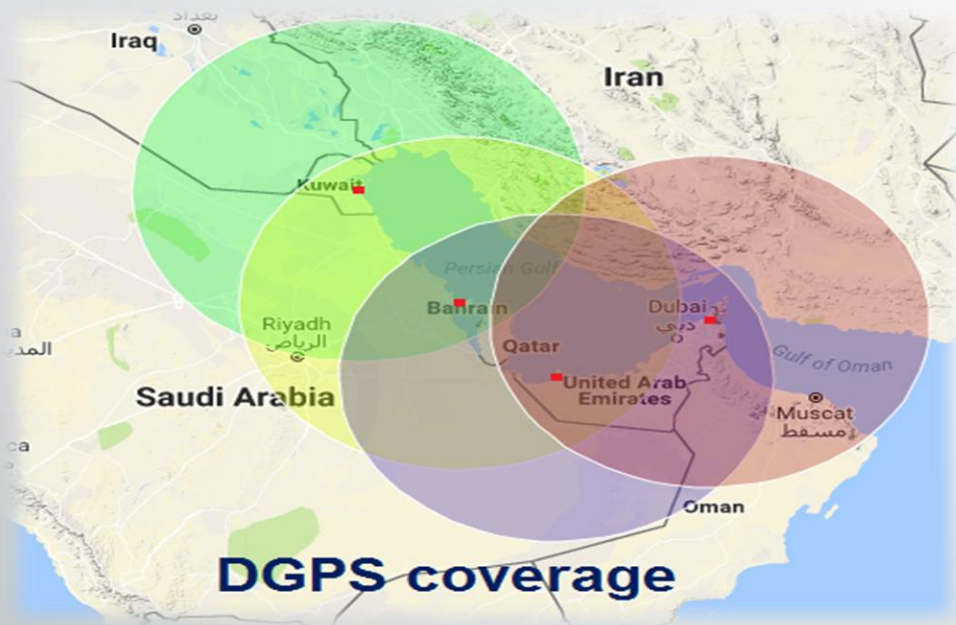 بغداد
Iraq
Iran
Kuwait
Persian Gulf
Bahrain
Dubai
دبي
Riyadh
الرياض
Qatar
Gulf of Oman
United Arab
Emirates
Saudi Arabia
Muscat
مسقط
Oman
DGPS coverage